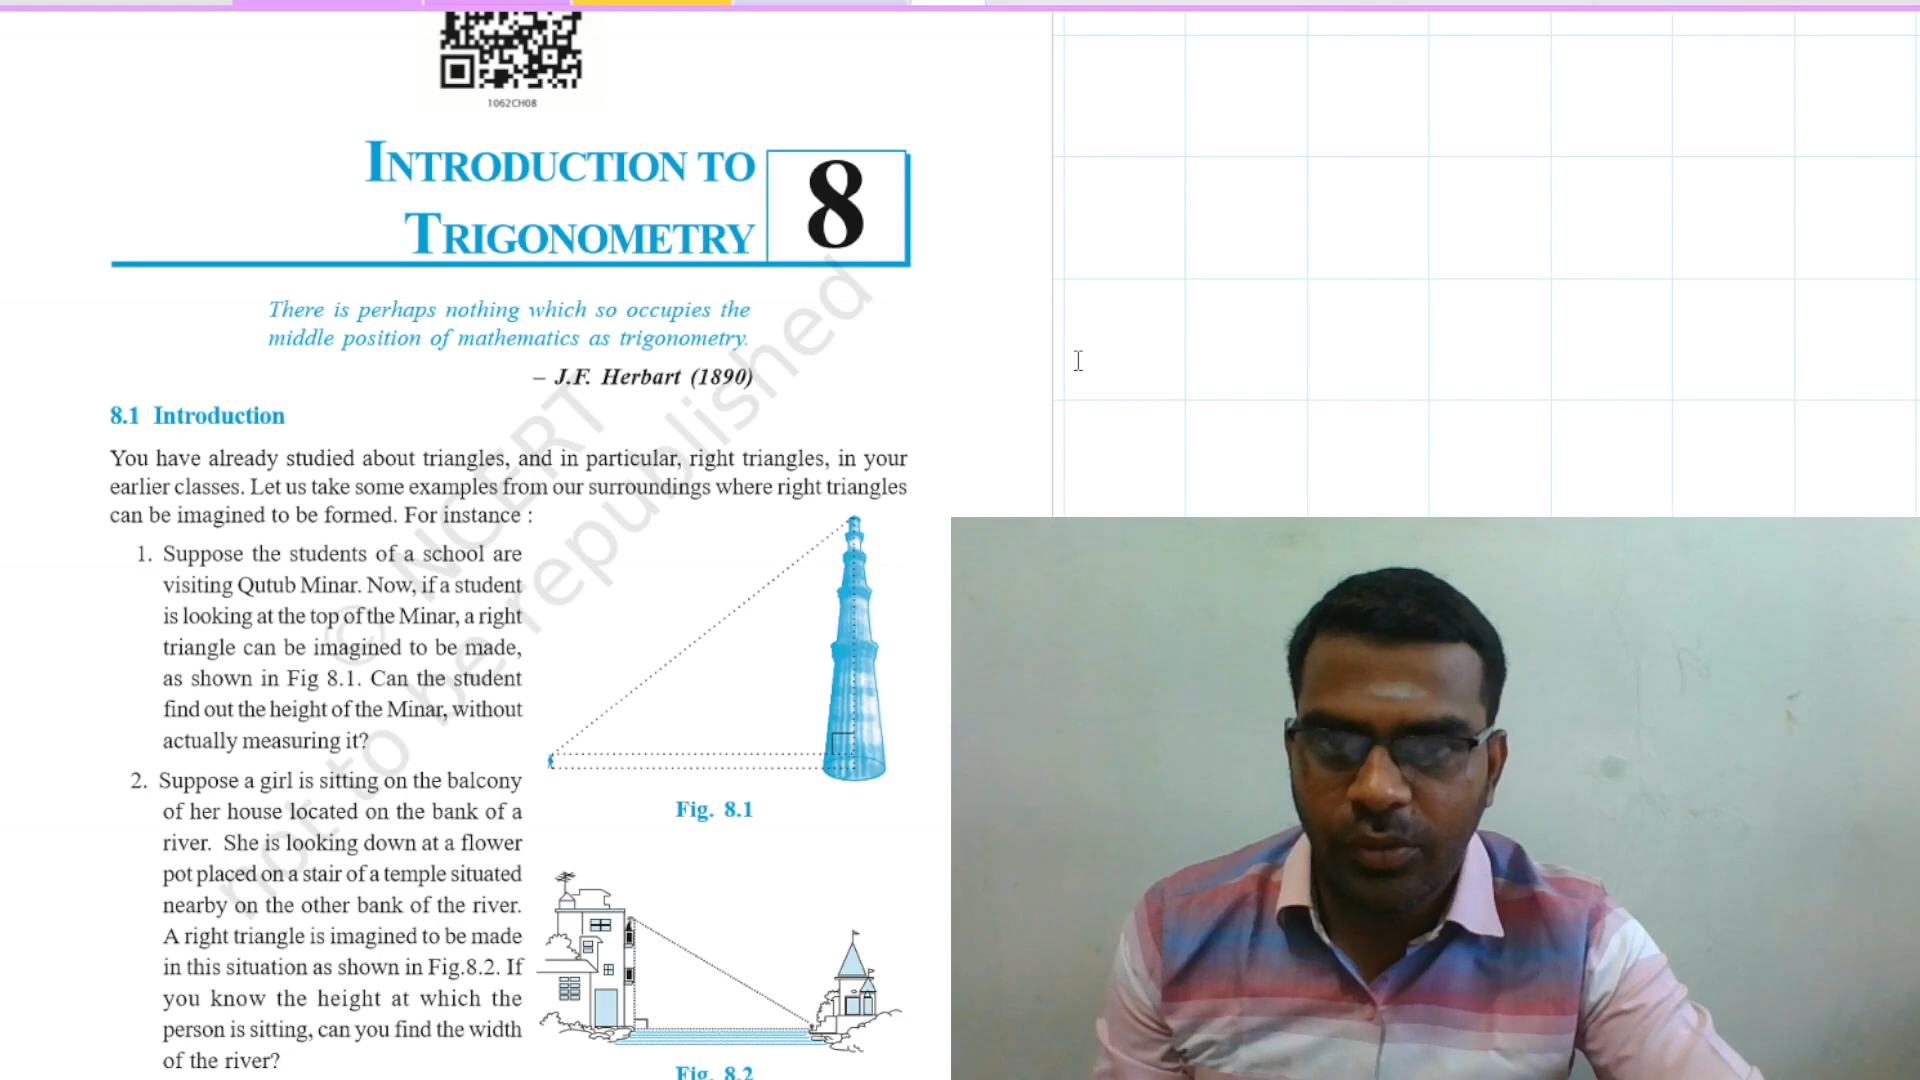 1062CH08
INTRODUCTION TO
TRIGONOMETRY
8
There is perhaps nothing which so occupies the
middle position of mathematics as trigonometry.
– J.F. Herbart (1890)
8.1 Introduction
You have already studied about triangles, and in particular, right triangles, in your
earlier classes. Let us take some examples from our surroundings where right triangles
can be imagined to be formed. For instance :
1. Suppose the students of a school are
visiting Qutub Minar. Now, if a student
is looking at the top of the Minar, a right
triangle can be imagined to be made,
as shown in Fig 8.1. Can the student
find out the height of the Minar, without
actually measuring it?
Fig. 8.1
2. Suppose a girl is sitting on the balcony
of her house located on the bank of a
river. She is looking down at a flower
pot placed on a stair of a temple situated
nearby on the other bank of the river.
A right triangle is imagined to be made
in this situation as shown in Fig.8.2. If
you know the height at which the
person is sitting, can you find the width
of the river?
Fig. 8.2
© NCERT
not to be republished